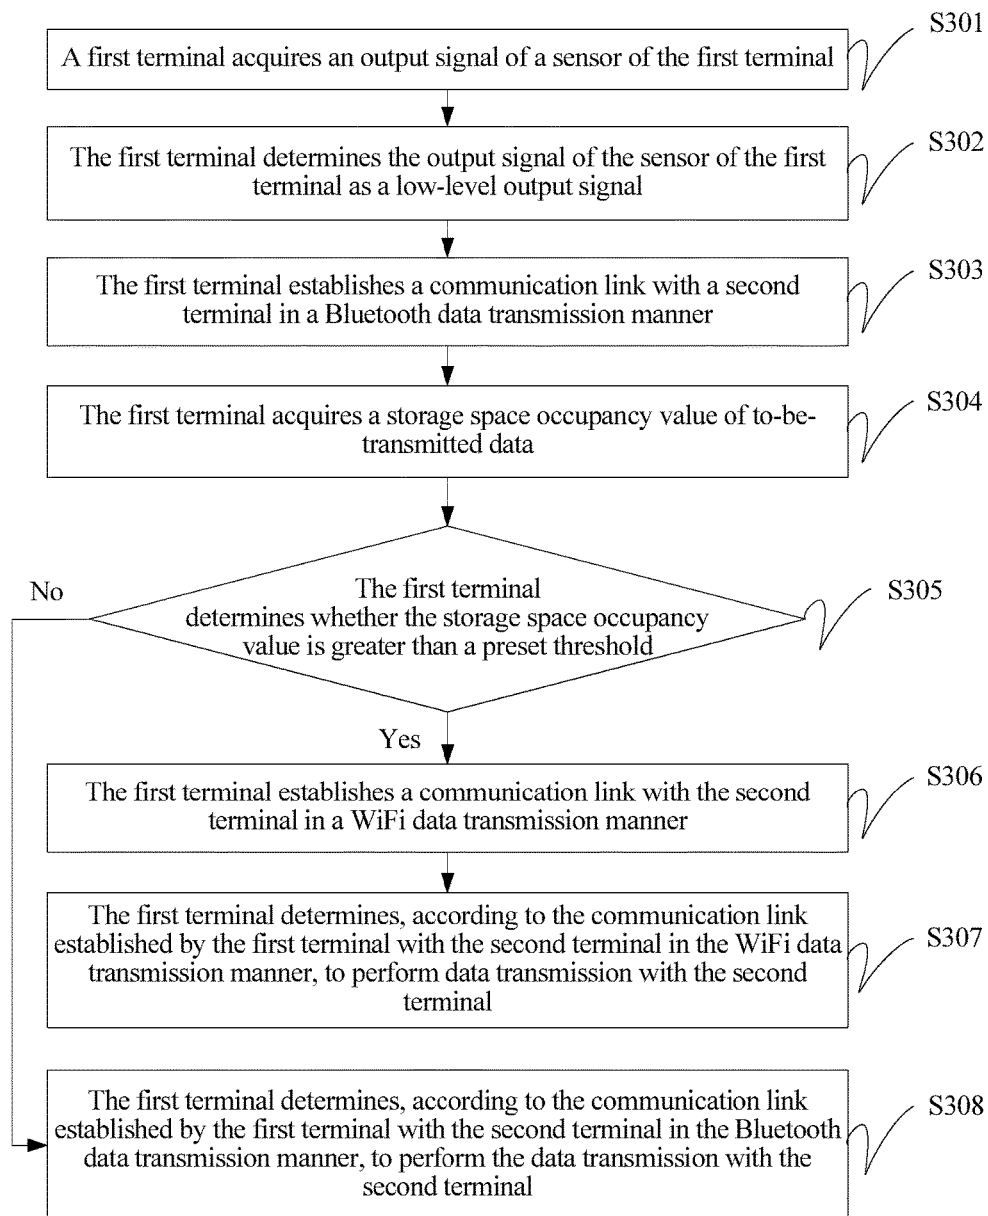 A first terminal acquires an output signal of a sensor of the first terminal
S301
The first terminal determines the output signal of the sensor of the first
terminal as a low-level output signal
S302
The first terminal establishes a communication link with a second
terminal in a Bluetooth data transmission manner
S303
The first terminal acquires a storage space occupancy value of to-be-
transmitted data
S304
No
The first terminal
determines whether the storage space occupancy
value is greater than a preset threshold
S305
Yes
The first terminal establishes a communication link with the second
terminal in a WiFi data transmission manner
S306
The first terminal determines, according to the communication link
established by the first terminal with the second terminal in the WiFi data
transmission manner, to perform data transmission with the second
terminal
S307
The first terminal determines, according to the communication link
established by the first terminal with the second terminal in the Bluetooth
data transmission manner, to perform the data transmission with the
second terminal
S308